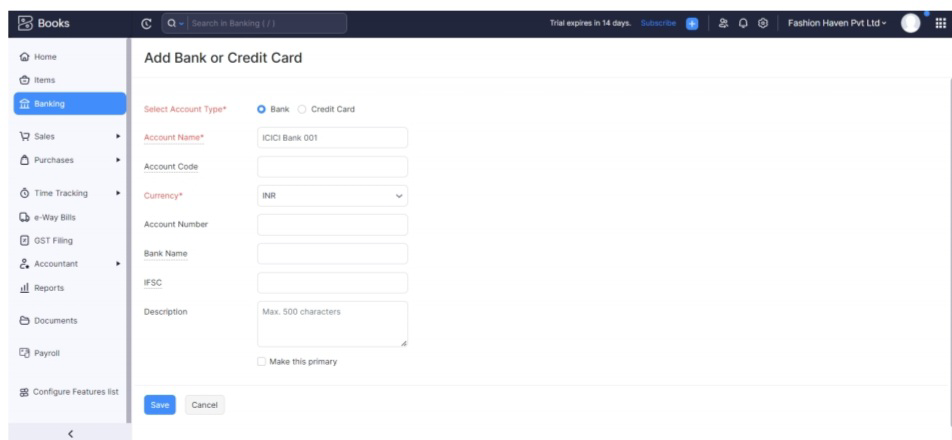 Books
Search in Banking ( / )
Trial expires in 14 days. Subscribe
Fashion Haven Pvt Ltd
Home
Items
Banking
Sales
Purchases
Time Tracking
e-Way Bills
GST Filing
Accountant
Reports
Documents
Payroll
Configure Features list
Add Bank or Credit Card
Select Account Type* Bank Credit Card
Account Name* ICICI Bank 001
Account Code
Currency* INR
Account Number
Bank Name
IFSC
Description Max. 500 characters
Make this primary
Save Cancel